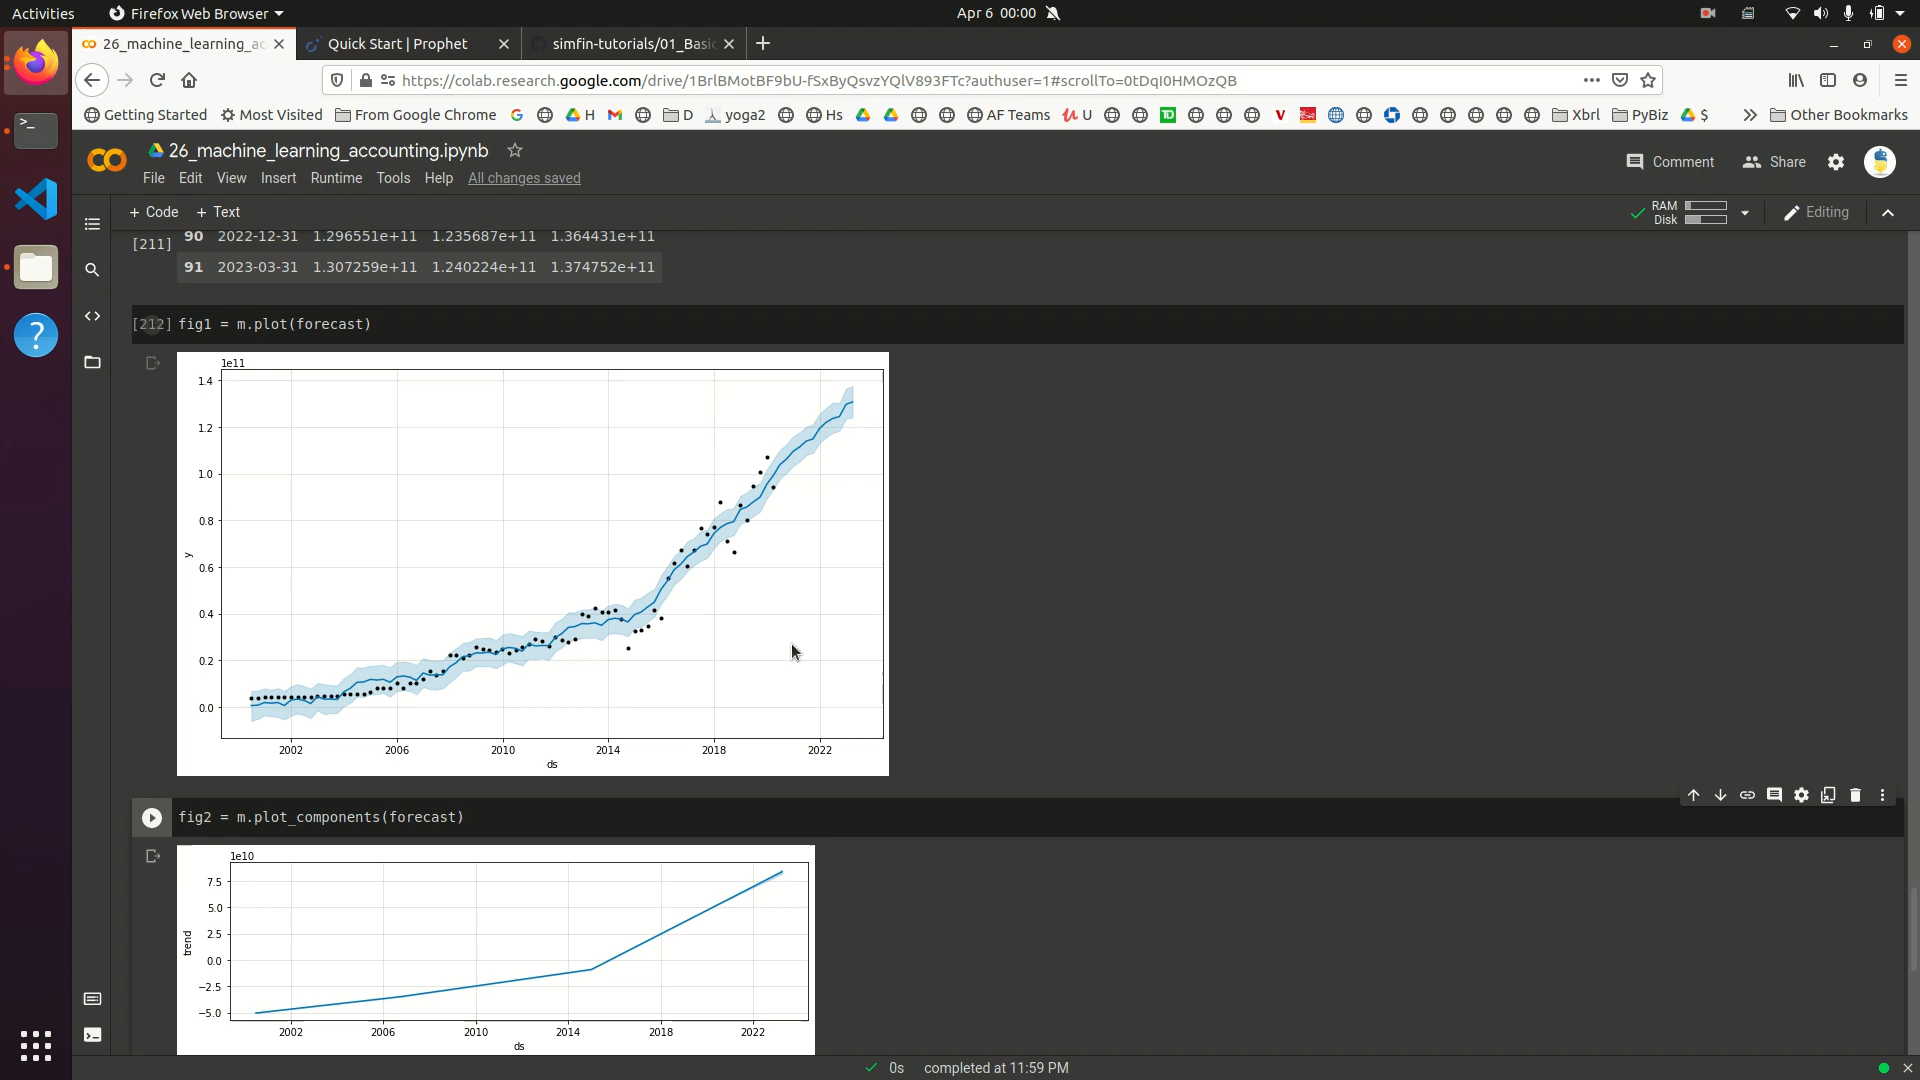 Activities Firefox Web Browser Apr 6 00:00
26_machine_learning_ac Quick Start | Prophet simfin-tutorials/01_Basic
https://colab.research.google.com/drive/1BrlBMotBF9bU-fSxByQsvzYQlV893FTc?authuser=1#scrollTo=0tDqI0HMOzQB
Getting Started Most Visited From Google Chrome H D yoga2 Hs AF Teams U TD V Xbrl PyBiz $ Other Bookmarks
26_machine_learning_accounting.ipynb
Comment Share
File Edit View Insert Runtime Tools Help All changes saved
+ Code + Text
RAM
Disk
Editing
[211] 90 2022-12-31 1.296551e+11 1.235687e+11 1.364431e+11
91 2023-03-31 1.307259e+11 1.240224e+11 1.374752e+11
[212] fig1 = m.plot(forecast)
1e11
1.4
1.2
1.0
0.8
0.6
0.4
0.2
0.0
y
2002 2006 2010 2014 2018 2022
ds
fig2 = m.plot_components(forecast)
1e10
7.5
5.0
2.5
0.0
−2.5
−5.0
trend
2002 2006 2010 2014 2018 2022
ds
0s completed at 11:59 PM